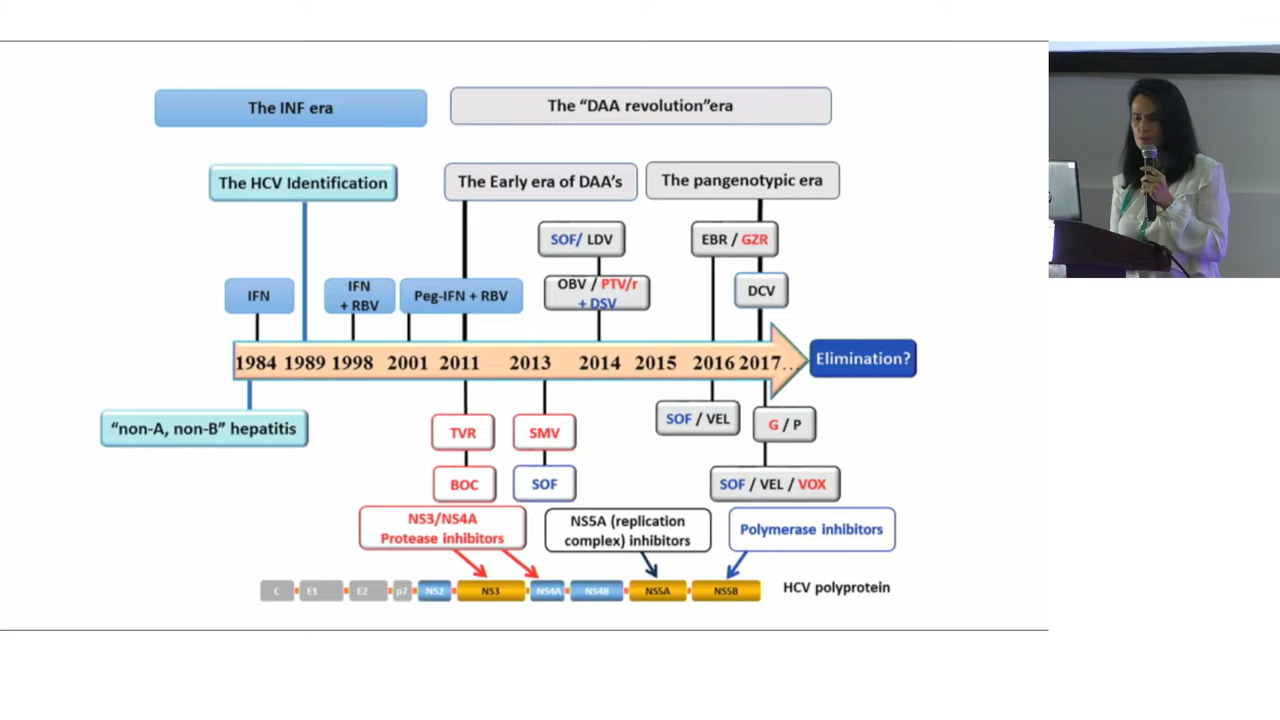 The INF era
The “DAA revolution”era
The HCV Identification
The Early era of DAA’s
The pangenotypic era
SOF/ LDV
EBR / GZR
IFN
IFN
+ RBV
Peg-IFN + RBV
OBV / PTV/r
+ DSV
DCV
1984 1989 1998 2001 2011 2013 2014 2015 2016 2017...
Elimination?
“non-A, non-B” hepatitis
TVR
SMV
SOF / VEL
G / P
BOC
SOF
SOF / VEL / VOX
NS3/NS4A
Protease inhibitors
NS5A (replication
complex) inhibitors
Polymerase inhibitors
C E1 E2 p7 NS2 NS3 NS4A NS4B NS5A NS5B
HCV polyprotein